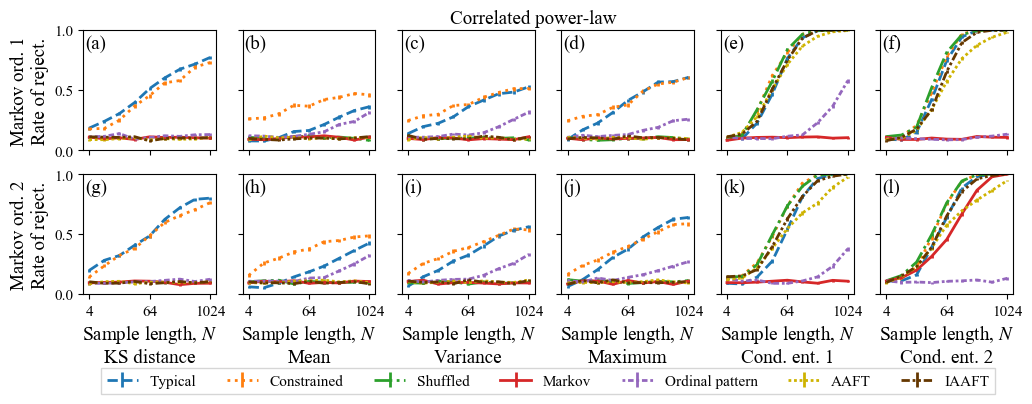 Correlated power-law
Markov ord. 1
Rate of reject.
1.0
0.5
0.0
(a)
(b)
(c)
(d)
(e)
(f)
Markov ord. 2
Rate of reject.
1.0
0.5
0.0
(g)
(h)
(i)
(j)
(k)
(l)
4 64 1024 4 64 1024 4 64 1024 4 64 1024 4 64 1024 4 64 1024
Sample length, N Sample length, N Sample length, N Sample length, N Sample length, N Sample length, N
KS distance Mean Variance Maximum Cond. ent. 1 Cond. ent. 2
Typical Constrained Shuffled Markov Ordinal pattern AAFT IAAFT